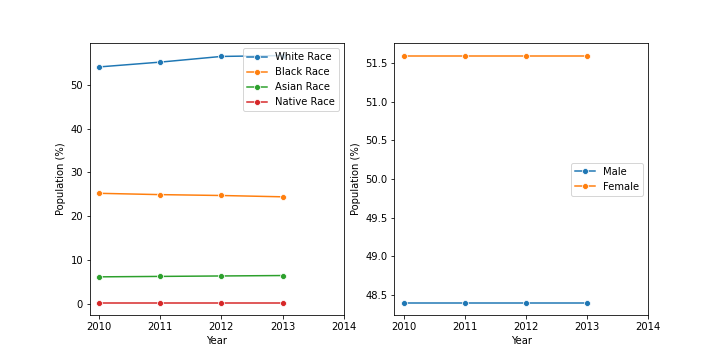 Population (%)
50
40
30
20
10
0
2010 2011 2012 2013 2014
Year
White Race
Black Race
Asian Race
Native Race
Population (%)
51.5
51.0
50.5
50.0
49.5
49.0
48.5
2010 2011 2012 2013 2014
Year
Male
Female